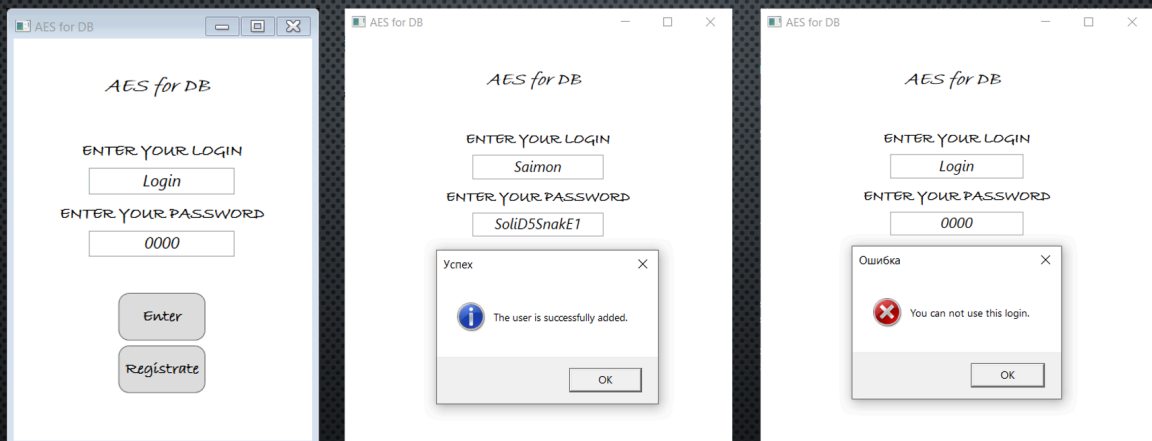 AES for DB
AES for DB
ENTER YOUR LOGIN
Login
ENTER YOUR PASSWORD
0000
Enter
Registrate
AES for DB
AES for DB
ENTER YOUR LOGIN
Saimon
ENTER YOUR PASSWORD
SoliD5SnakE1
Успех
The user is successfully added.
OK
AES for DB
AES for DB
ENTER YOUR LOGIN
Login
ENTER YOUR PASSWORD
0000
Ошибка
You can not use this login.
OK